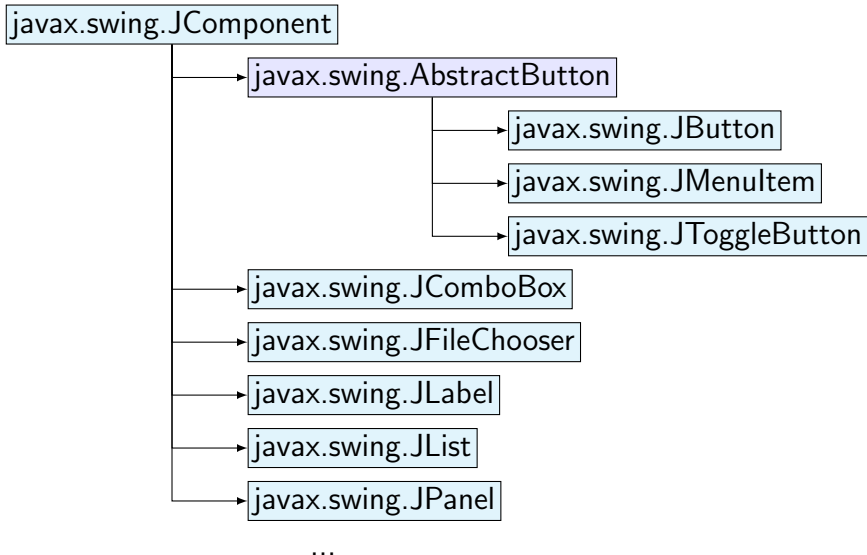 javax.swing.JComponent
javax.swing.AbstractButton
javax.swing.JButton
javax.swing.JMenuItem
javax.swing.JToggleButton
javax.swing.JComboBox
javax.swing.JFileChooser
javax.swing.JLabel
javax.swing.JList
javax.swing.JPanel
...